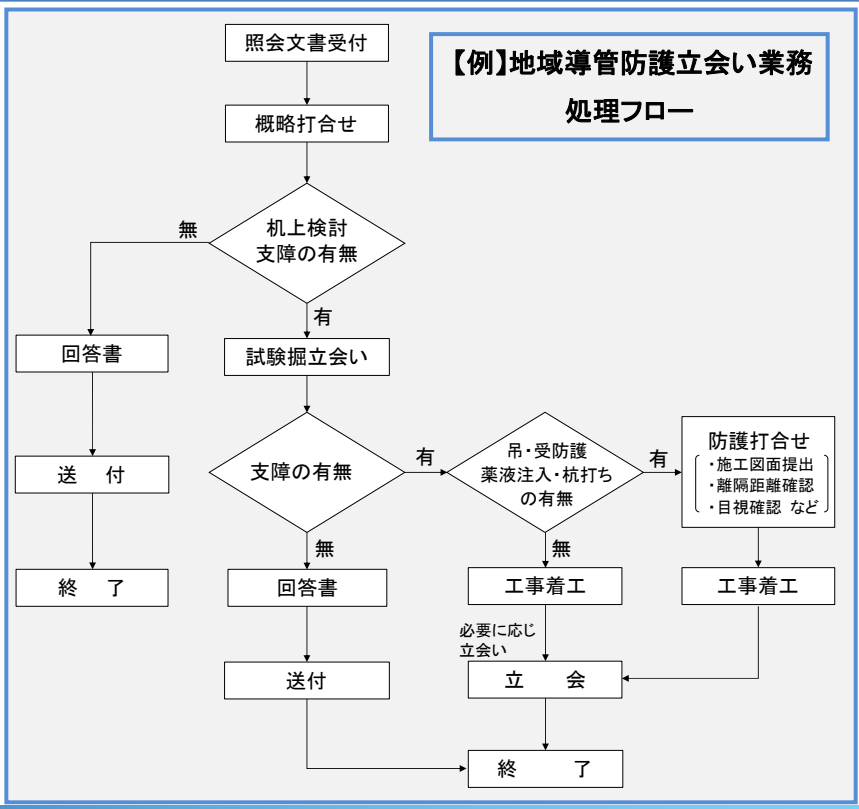 【例】地域導管防護立会い業務
処理フロー
照会文書受付
概略打合せ
机上検討
支障の有無
無
有
回答書
試験掘立会い
送　付
終　了
支障の有無
有
吊・受防護
薬液注入・杭打ち
の有無
有
防護打合せ
・施工図面提出
・離隔距離確認
・目視確認 など
無
無
回答書
工事着工
工事着工
必要に応じ
立会い
送付
立　会
終　了